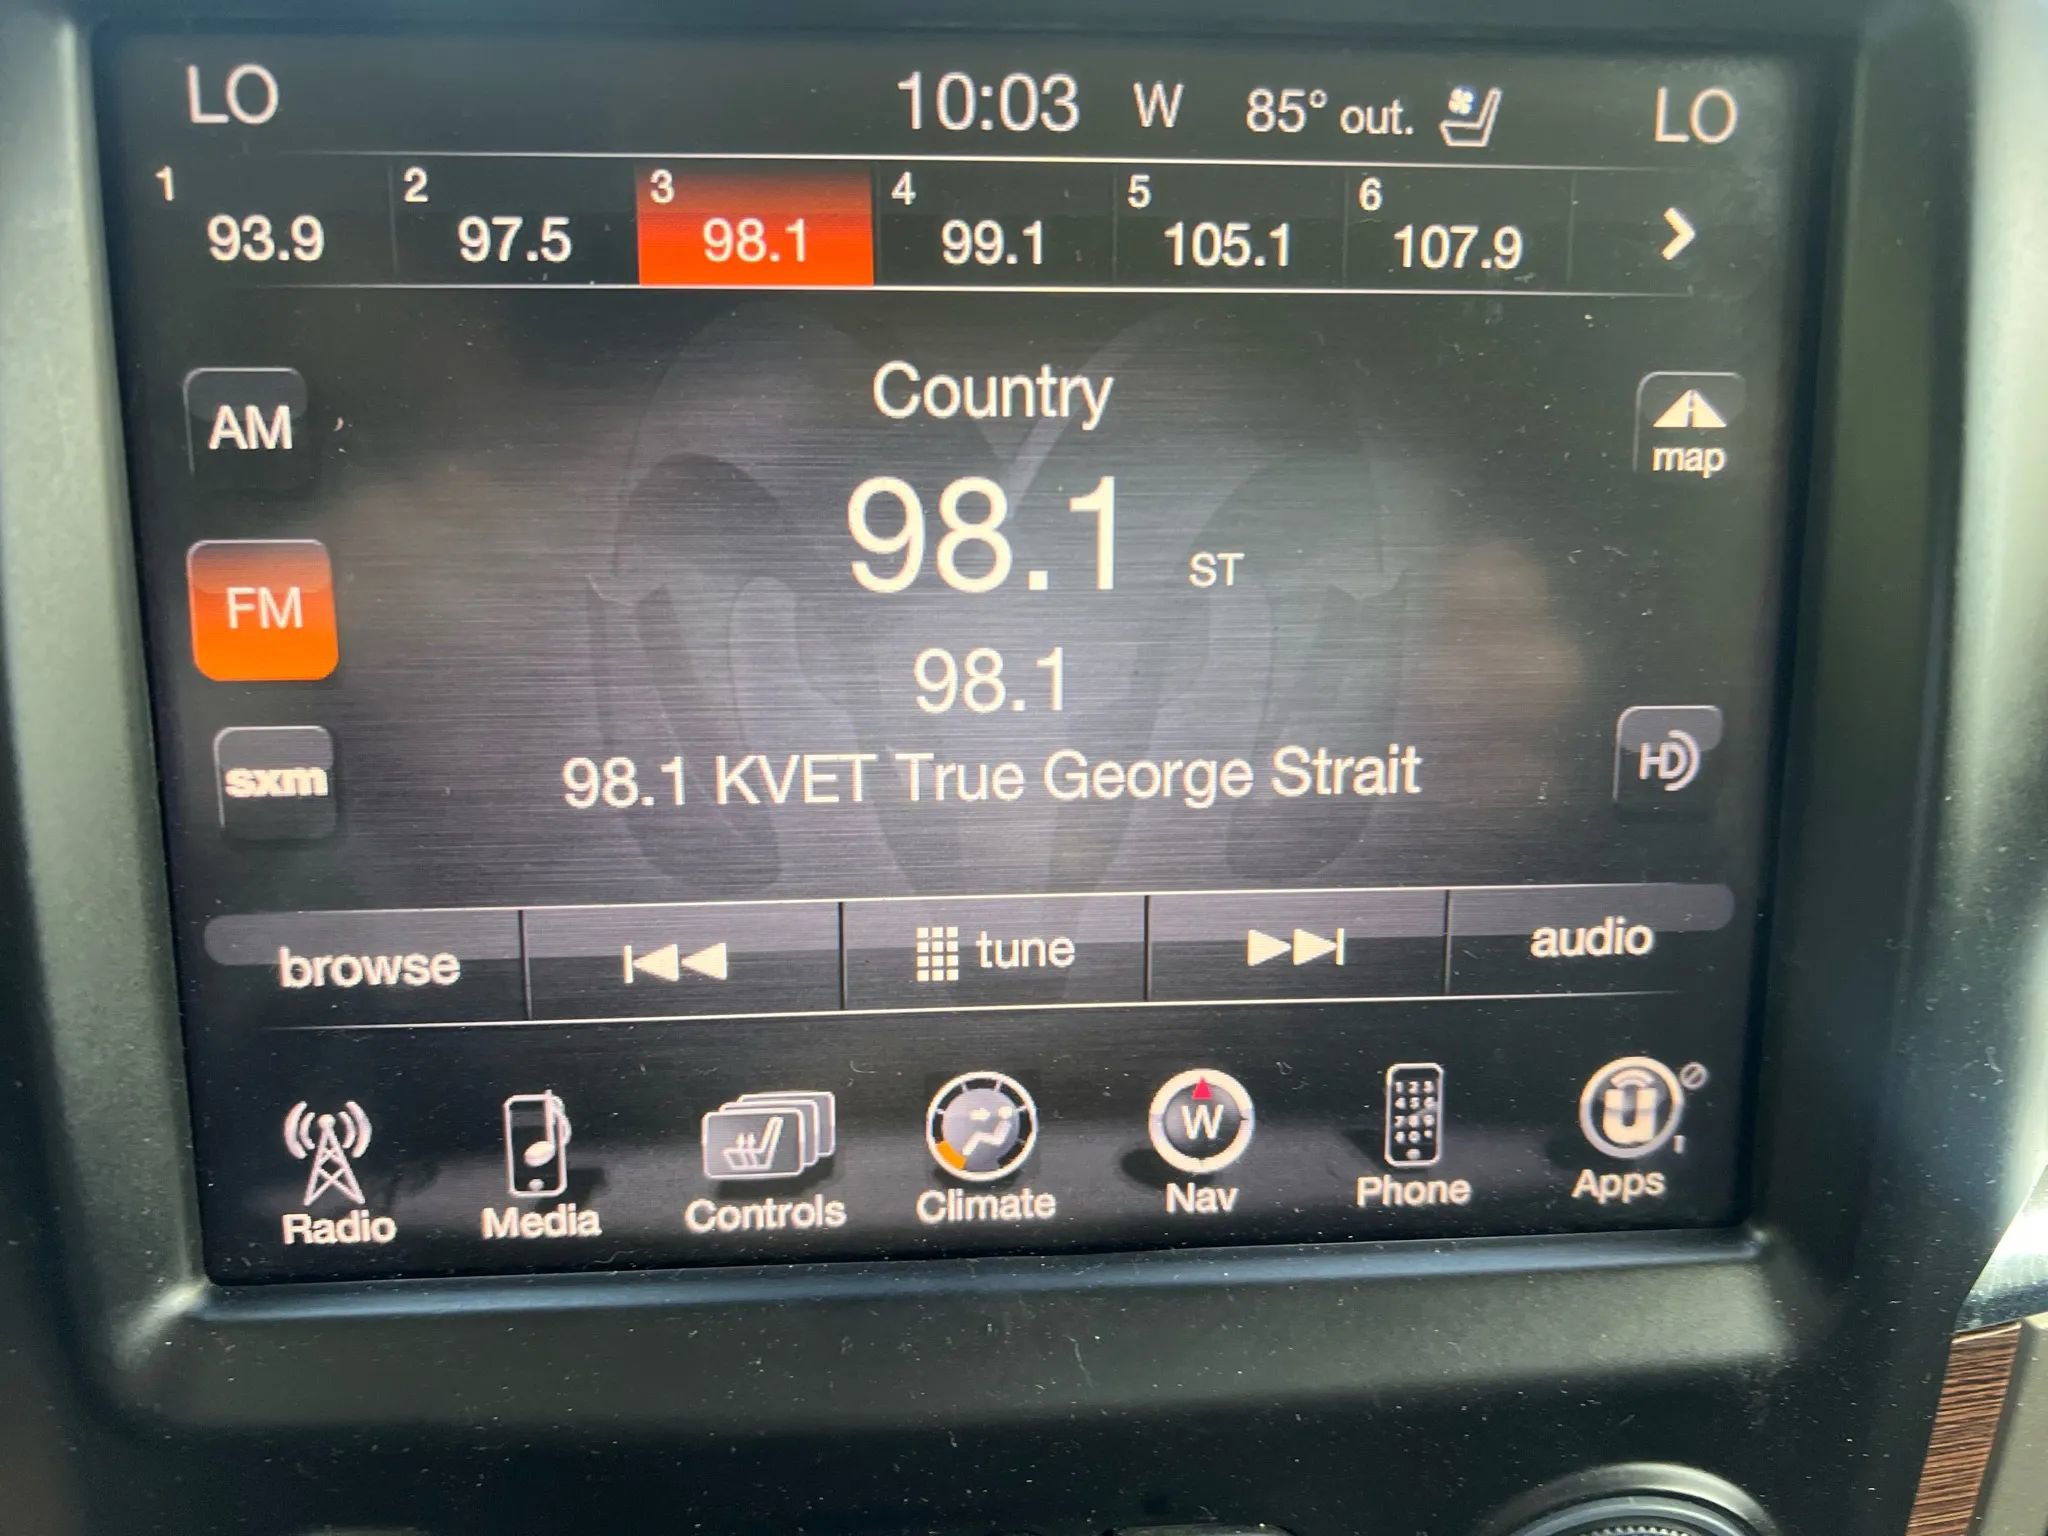 LO 10:03 W 85° out. LO
1 2 3 4 5 6
93.9 97.5 98.1 99.1 105.1 107.9
Country
AM
map
98.1 ST
FM
98.1
sxm
98.1 KVET True George Strait
HD
browse tune audio
W
Radio Media Controls Climate Nav Phone Apps